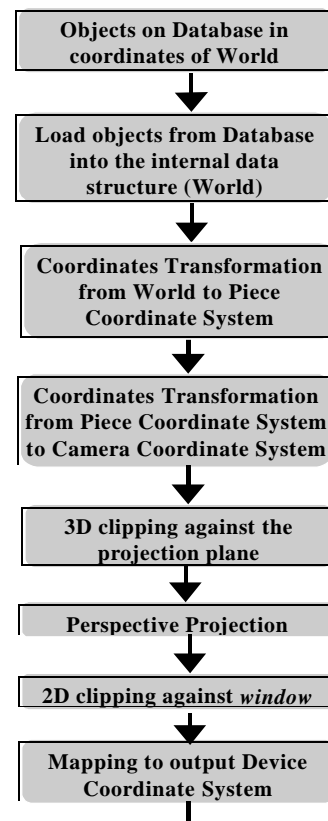 Objects on Database in
coordinates of World
Load objects from Database
into the internal data
structure (World)
Coordinates Transformation
from World to Piece
Coordinate System
Coordinates Transformation
from Piece Coordinate System
to Camera Coordinate System
3D clipping against the
projection plane
Perspective Projection
2D clipping against window
Mapping to output Device
Coordinate System